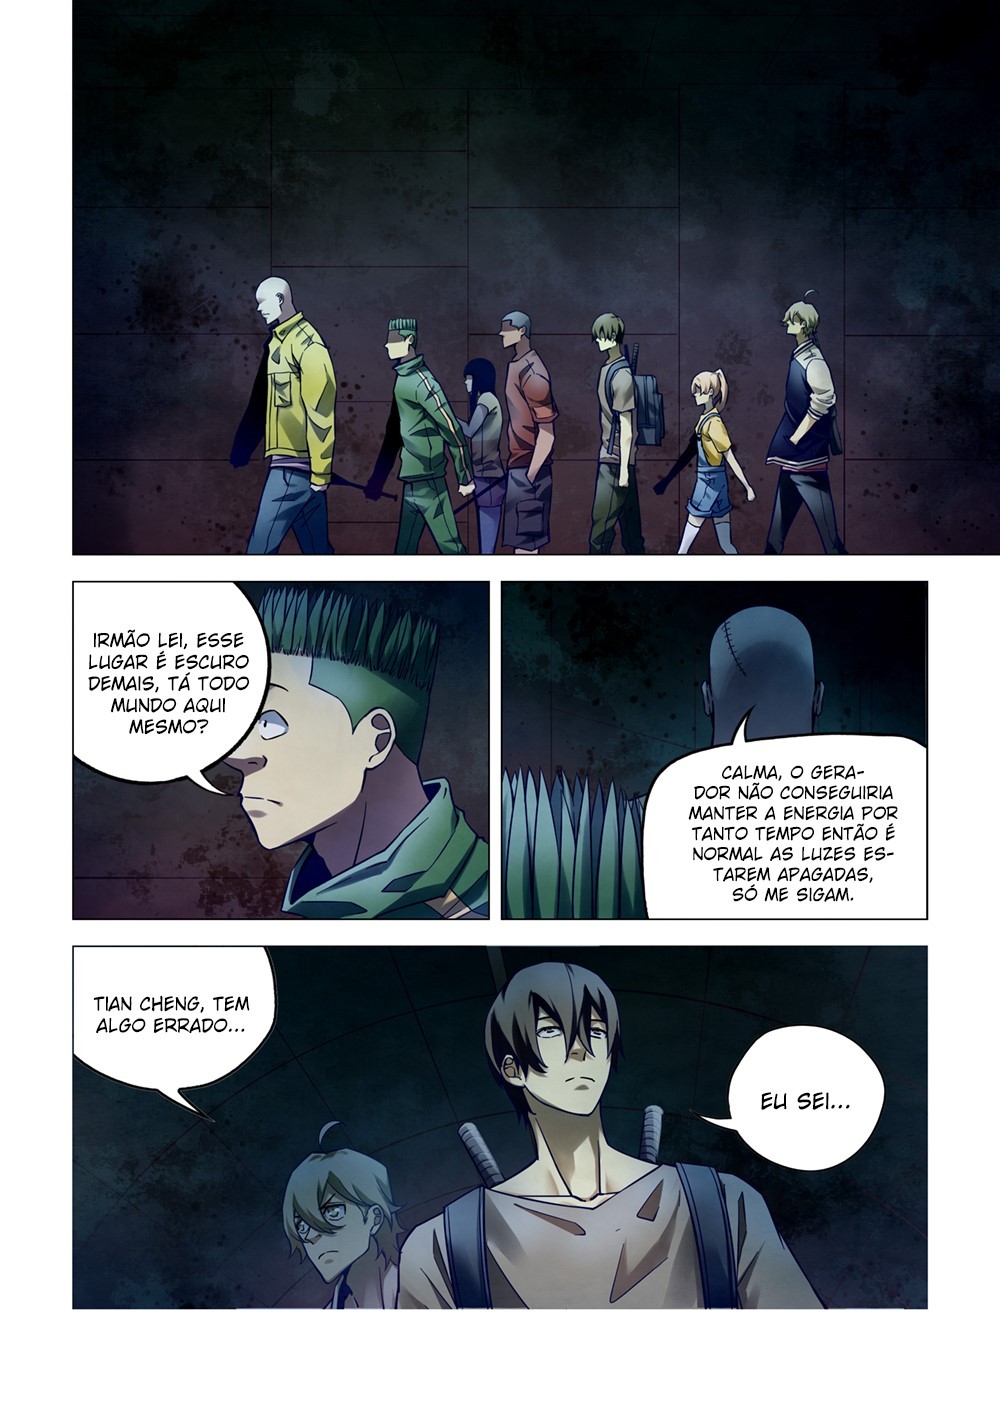 IRMÃO LEI, ESSE
LUGAR É ESCURO
DEMAIS, TÁ TODO
MUNDO AQUI
MESMO?
CALMA, O GERA-
DOR NÃO CONSEGUIRIA
MANTER A ENERGIA POR
TANTO TEMPO ENTÃO É
NORMAL AS LUZES ES-
TAREM APAGADAS,
SÓ ME SIGAM.
TIAN CHENG, TEM
ALGO ERRADO...
EU SEI...